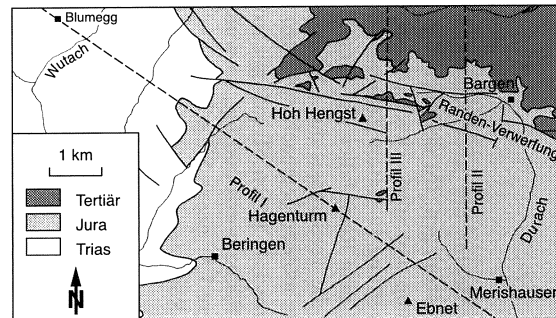 Blumegg
Wutach
Bargen
Hoh Hengst
Randen-Verwerfung
1 km
Profil III
Profil II
Profil I
Tertiär
Hagenturm
Durach
Jura
Beringen
Trias
Merishausen
N
Ebnet